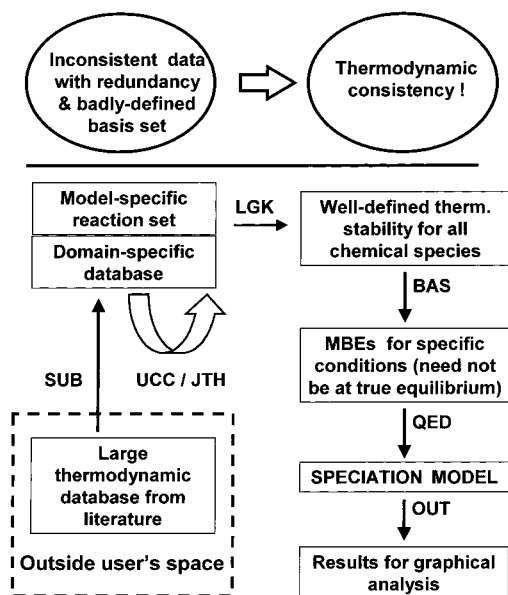 Inconsistent data
with redundancy
& badly-defined
basis set
Thermodynamic
consistency !
Model-specific
reaction set
Domain-specific
database
LGK
Well-defined therm.
stability for all
chemical species
BAS
SUB
UCC / JTH
MBEs for specific
conditions (need not
be at true equilibrium)
QED
Large
thermodynamic
database from
literature
Outside user's space
SPECIATION MODEL
OUT
Results for graphical
analysis